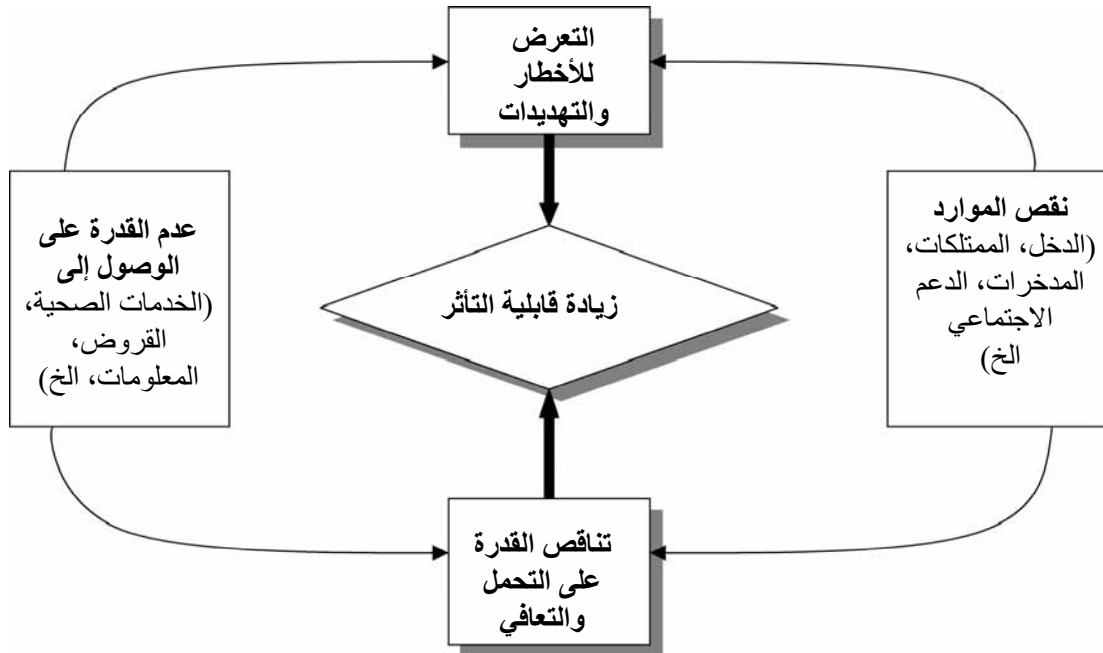 التعرض
للأخطار
والتهديدات
نقص الموارد
(الدخل، الممتلكات،
المدخرات، الدعم
الاجتماعي
الخ)
زيادة قابلية التأثر
عدم القدرة على
الوصول إلى
(الخدمات الصحية،
القروض،
المعلومات، الخ)
تناقص القدرة
على التحمل
والتعافي